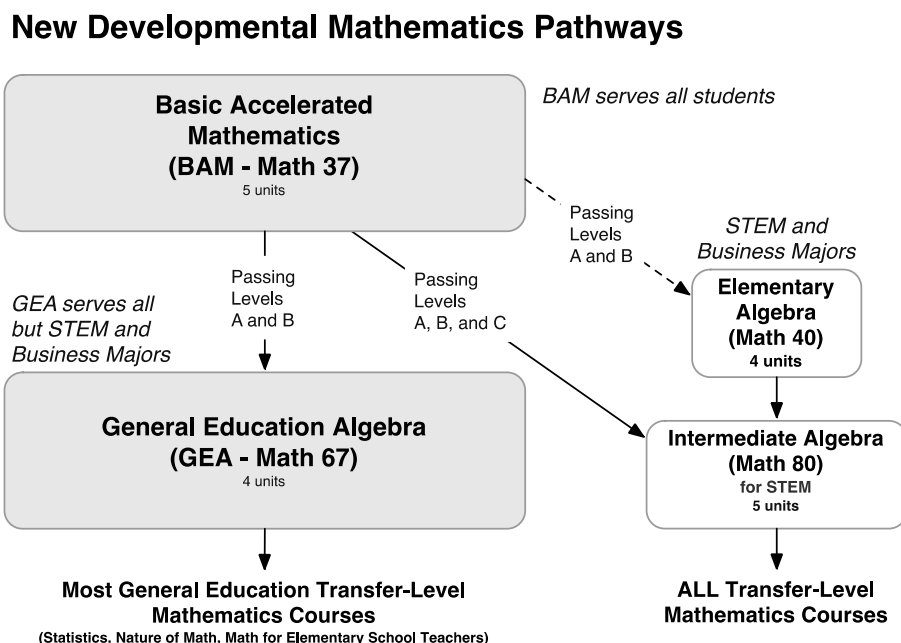 New Developmental Mathematics Pathways
Basic Accelerated
Mathematics
(BAM - Math 37)
5 units
BAM serves all students
Passing
Levels
A and B
STEM and
Business Majors
Passing
Levels
A and B
Passing
Levels
A, B, and C
GEA serves all
but STEM and
Business Majors
Elementary
Algebra
(Math 40)
4 units
General Education Algebra
(GEA - Math 67)
4 units
Intermediate Algebra
(Math 80)
for STEM
5 units
Most General Education Transfer-Level
Mathematics Courses
(Statistics, Nature of Math, Math for Elementary School Teachers)
ALL Transfer-Level
Mathematics Courses